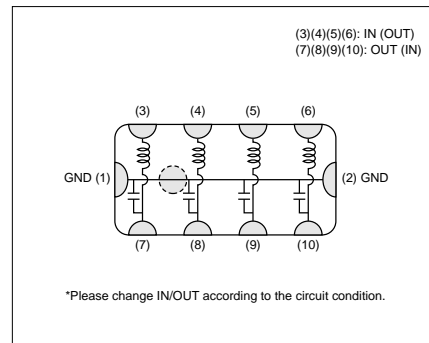 (3)(4)(5)(6): IN (OUT)
(7)(8)(9)(10): OUT (IN)
(3) (4) (5) (6)
GND (1) (2) GND
(7) (8) (9) (10)
*Please change IN/OUT according to the circuit condition.